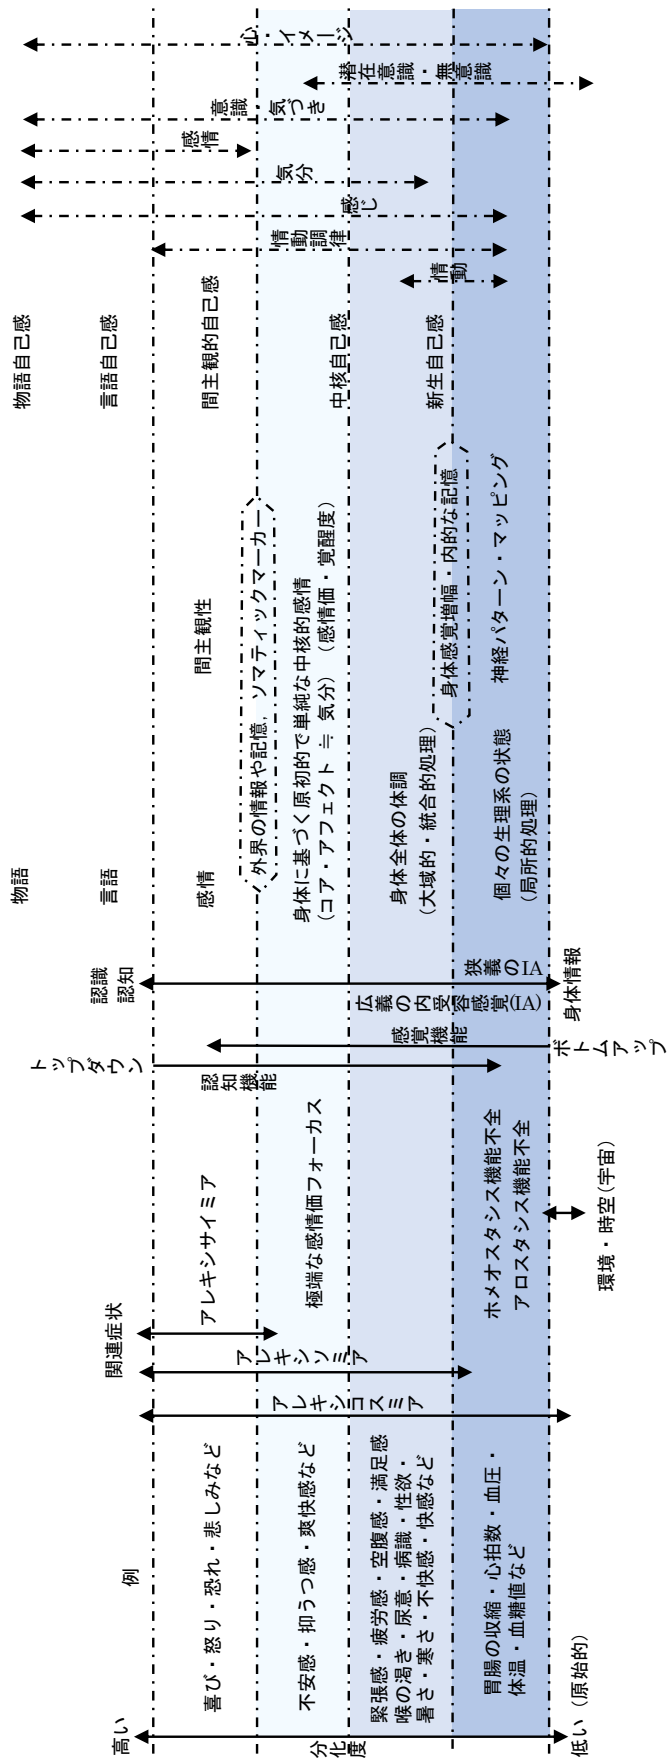 高い
分化度
低い（原始的）
例
喜び・怒り・恐れ・悲しみなど
不安感・抑うつ感・爽快感など
緊張感・疲労感・空腹感・満足感
喉の渇き・尿意・病識・性欲・
暑さ・寒さ・不快感・快感など
胃腸の収縮・心拍数・血圧・
体温・血糖値など
アレキシコスミア
アレキシソミア
関連症状
アレキシサイミア
極端な感情価フォーカス
ホメオスタシス機能不全
アロスタシス機能不全
環境・時空(宇宙)
トップダウン
認知機能
感覚機能
ボトムアップ
認識
認知
広義の内受容感覚(IA)
狭義のIA
身体情報
物語
言語
感情
間主観性
外界の情報や記憶，ソマティックマーカー
身体に基づく原初的で単純な中核的感情
（コア・アフェクト ≒ 気分）（感情価・覚醒度）
身体全体の体調
（大域的・統合的処理）
身体感覚増幅・内的な記憶
個々の生理系の状態
（局所的処理）
神経パターン・マッピング
物語自己感
言語自己感
間主観的自己感
中核自己感
新生自己感
情動
情動調律
感じ
気分
感情
意識・気づき
潜在意識・無意識
心・イメージ